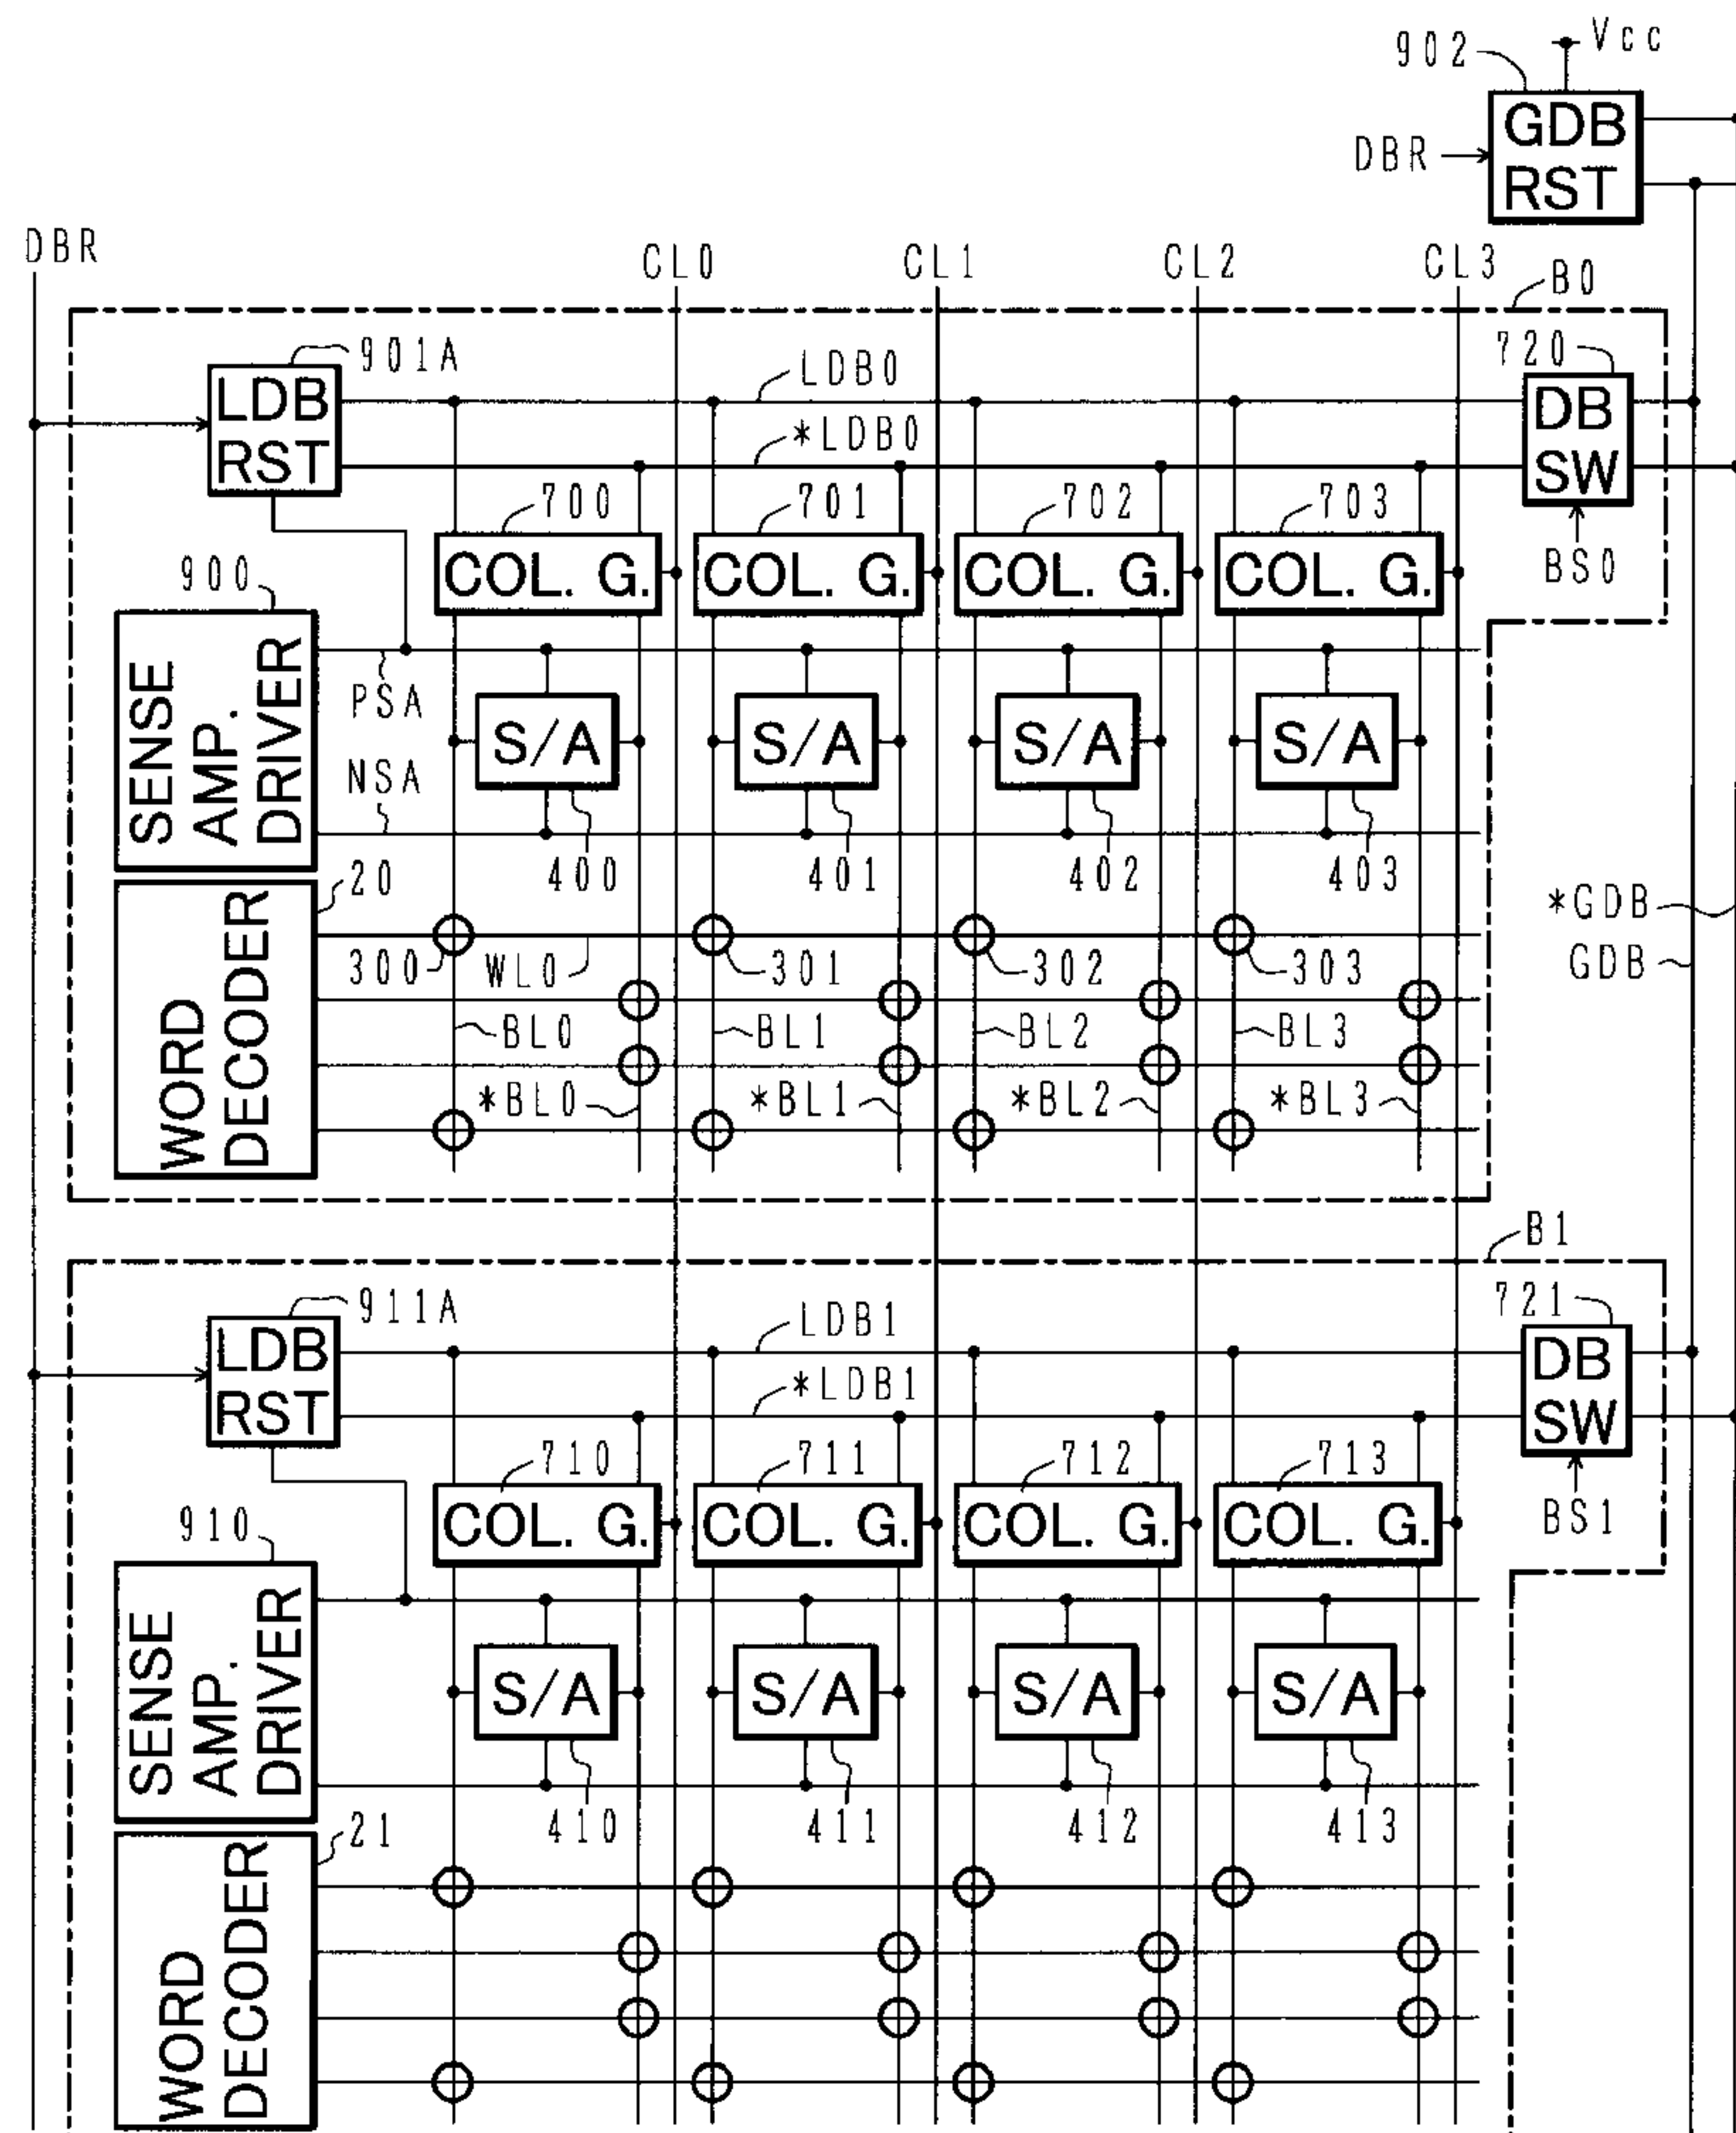 902
Vcc
GDB
RST
DBR
DBR
CL0
CL1
CL2
CL3
B0
901A
LDB
RST
LDB0
*LDB0
720
DB
SW
BS0
700
701
702
703
COL. G.
COL. G.
COL. G.
COL. G.
900
SENSE
AMP.
DRIVER
PSA
NSA
S/A
S/A
S/A
S/A
400
401
402
403
20
WORD
DECODER
300
WL0
301
302
303
*GDB
GDB
BL0
BL1
BL2
BL3
*BL0
*BL1
*BL2
*BL3
B1
911A
LDB
RST
LDB1
*LDB1
721
DB
SW
BS1
710
711
712
713
COL. G.
COL. G.
COL. G.
COL. G.
910
SENSE
AMP.
DRIVER
S/A
S/A
S/A
S/A
410
411
412
413
21
WORD
DECODER